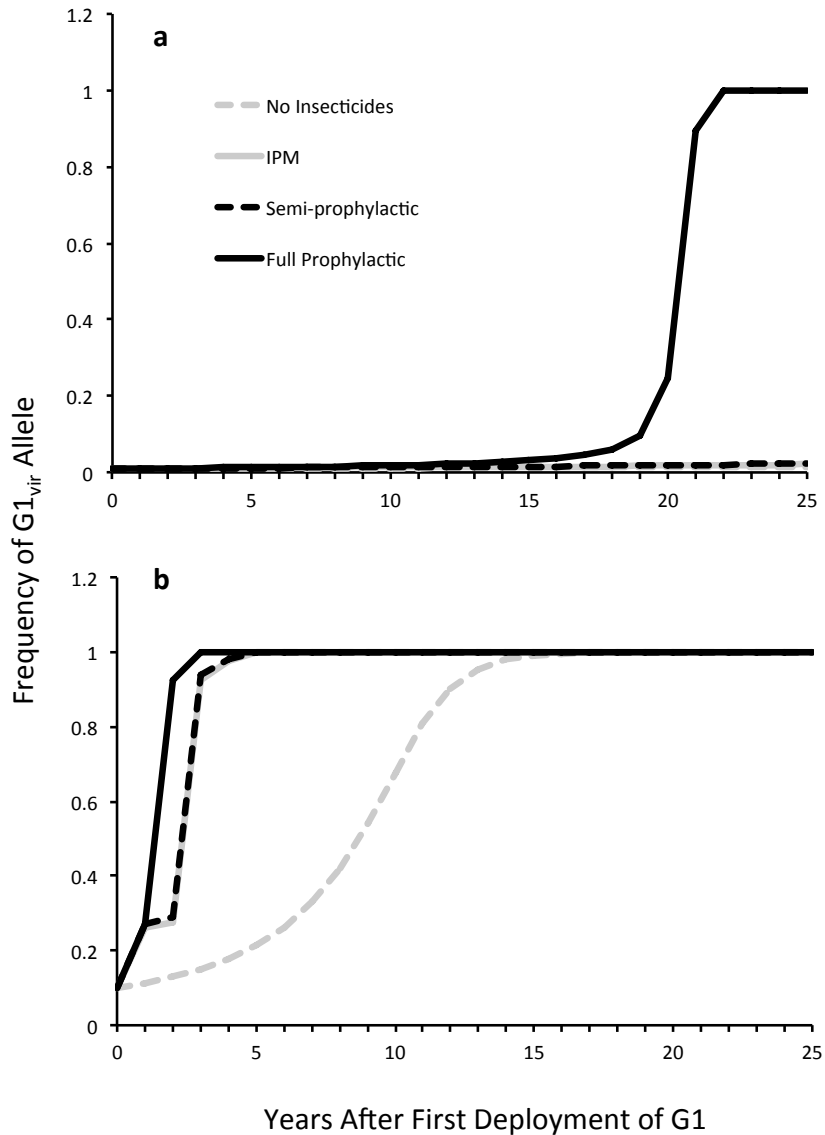 1.2
a
1
No Insecticides
IPM
0.8
Semi-prophylactic
0.6
Full Prophylactic
0.4
0.2
0
0 5 10 15 20 25
Frequency of G1vir Allele
1.2
b
1
0.8
0.6
0.4
0.2
0
0 5 10 15 20 25
Years After First Deployment of G1